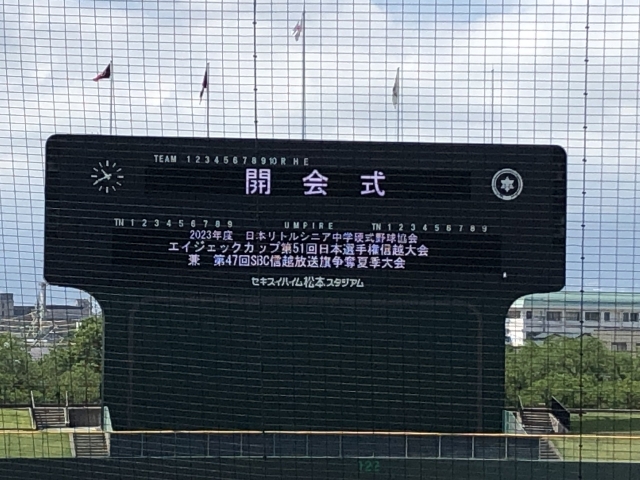 TEAM 1 2 3 4 5 6 7 8 9 10 R H E
開会式
TN 1 2 3 4 5 6 7 8 9 UMPIRE TN 1 2 3 4 5 6 7 8 9
2023年度 日本リトルシニア中学硬式野球協会
エイジェックカップ第51回日本選手権信越大会
兼 第47回SBC信越放送旗争奪夏季大会
セキスイハイム松本スタジアム
122